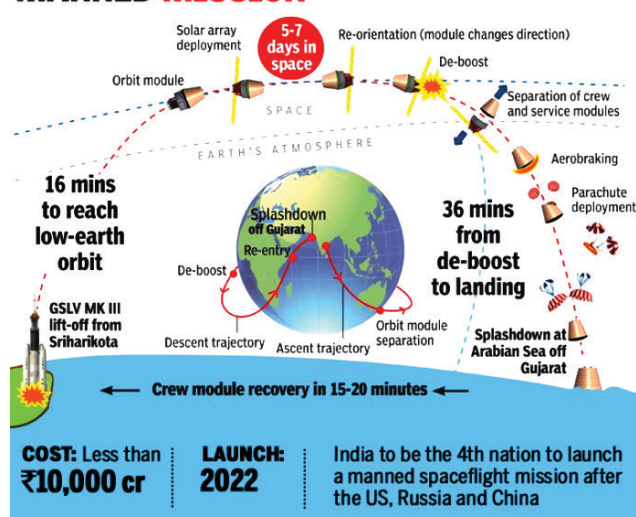 MANNED MISSION
Solar array
deployment
5-7
days in
space
Re-orientation (module changes direction)
De-boost
Orbit module
SPACE
Separation of crew
and service modules
EARTH'S ATMOSPHERE
Aerobraking
16 mins
to reach
low-earth
orbit
Parachute
deployment
Splashdown
off Gujarat
Re-entry
De-boost
36 mins
from
de-boost
to landing
GSLV MK III
lift-off from
Sriharikota
Descent trajectory
Ascent trajectory
Orbit module
separation
Splashdown at
Arabian Sea off
Gujarat
Crew module recovery in 15-20 minutes
COST: Less than
₹10,000 cr
LAUNCH:
2022
India to be the 4th nation to launch
a manned spaceflight mission after
the US, Russia and China